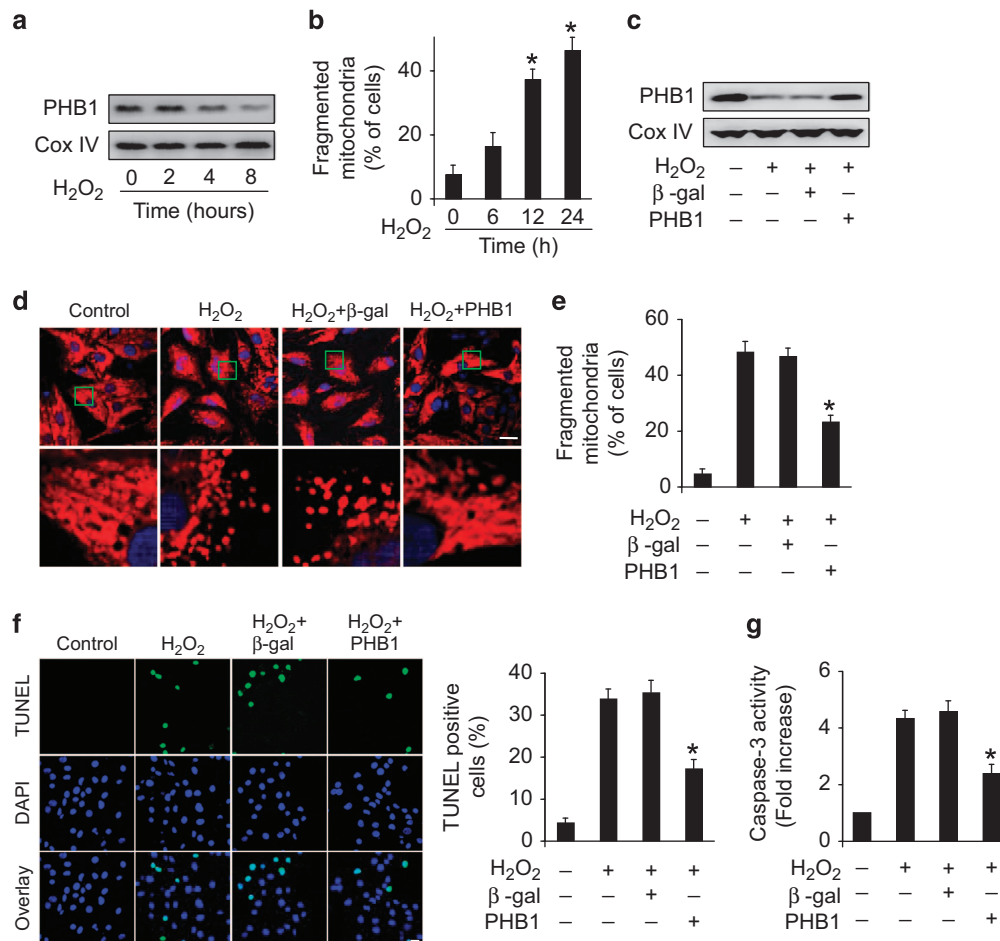 a
PHB1
Cox IV
H₂O₂ 0 2 4 8
Time (hours)
b
Fragmented
mitochondria
(% of cells)
40
20
0
H₂O₂ 0 6 12 24
Time (h)
* *
c
PHB1
Cox IV
H₂O₂ – + + +
β-gal – – + –
PHB1 – – – +
d
Control H₂O₂ H₂O₂+β-gal H₂O₂+PHB1
e
Fragmented
mitochondria
(% of cells)
60
40
20
0
*
H₂O₂ – + + +
β-gal – – + –
PHB1 – – – +
f
Control H₂O₂ H₂O₂+ H₂O₂+
β-gal PHB1
TUNEL
DAPI
Overlay
TUNEL positive
cells (%)
40
30
20
10
0
*
H₂O₂ – + + +
β-gal – – + –
PHB1 – – – +
g
Caspase-3 activity
(Fold increase)
6
4
2
0
*
H₂O₂ – + + +
β-gal – – + –
PHB1 – – – +